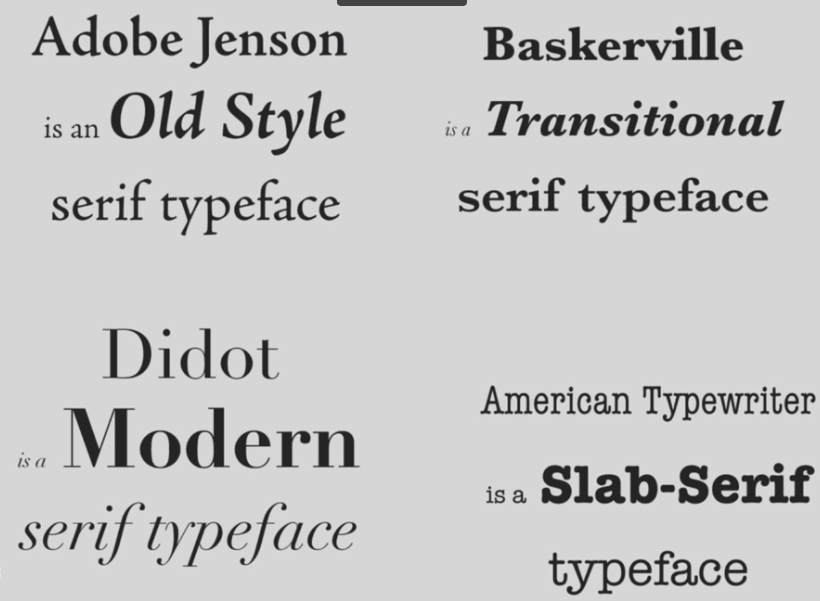 Adobe Jenson
is an Old Style
serif typeface
Baskerville
is a Transitional
serif typeface
Didot
is a Modern
serif typeface
American Typewriter
is a Slab-Serif
typeface